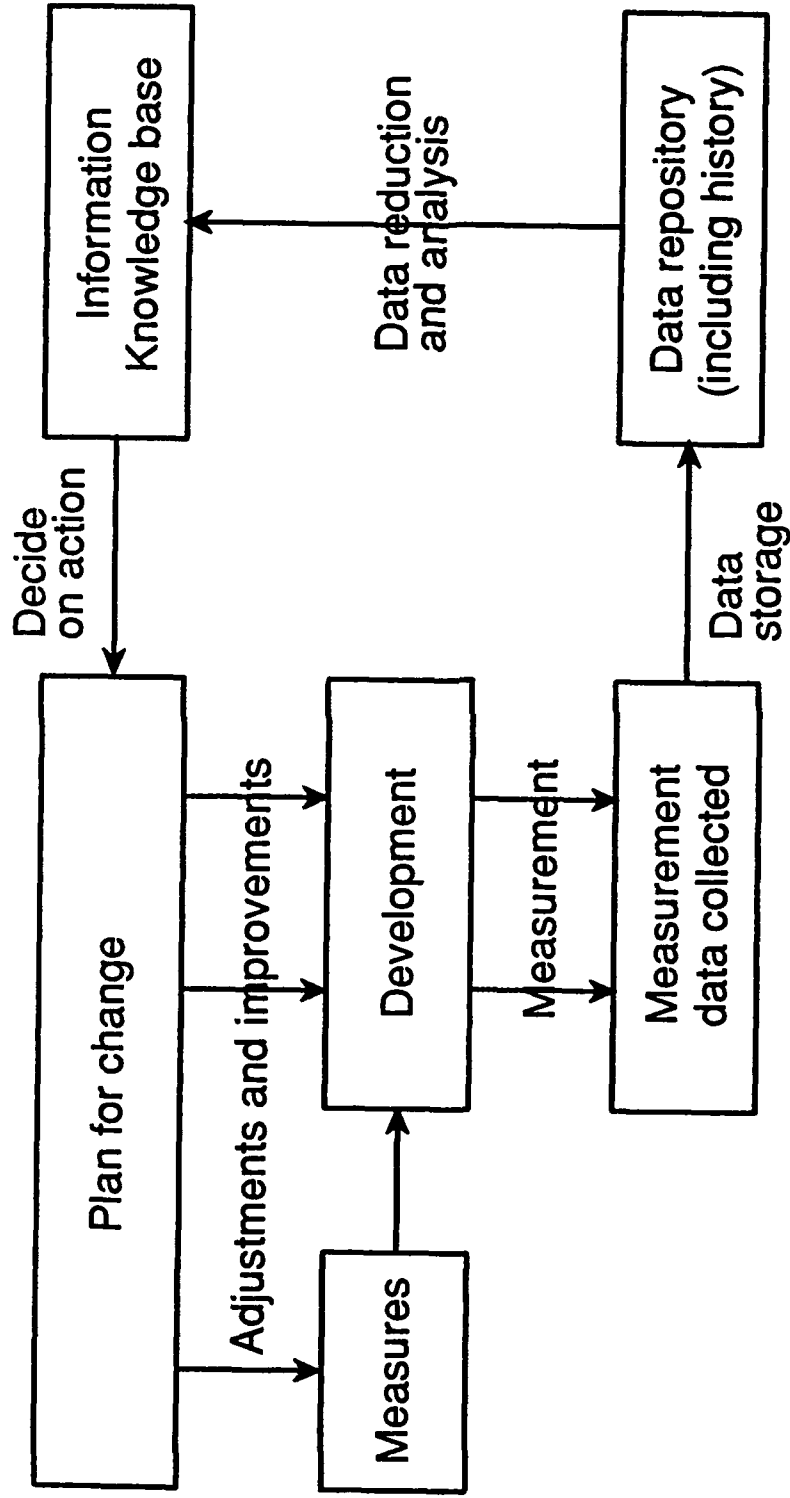 Plan for change
Adjustments and improvements
Measures
Development
Measurement
Measurement
data collected
Decide
on action
Data
storage
Information
Knowledge base
Data reduction
and analysis
Data repository
(including history)